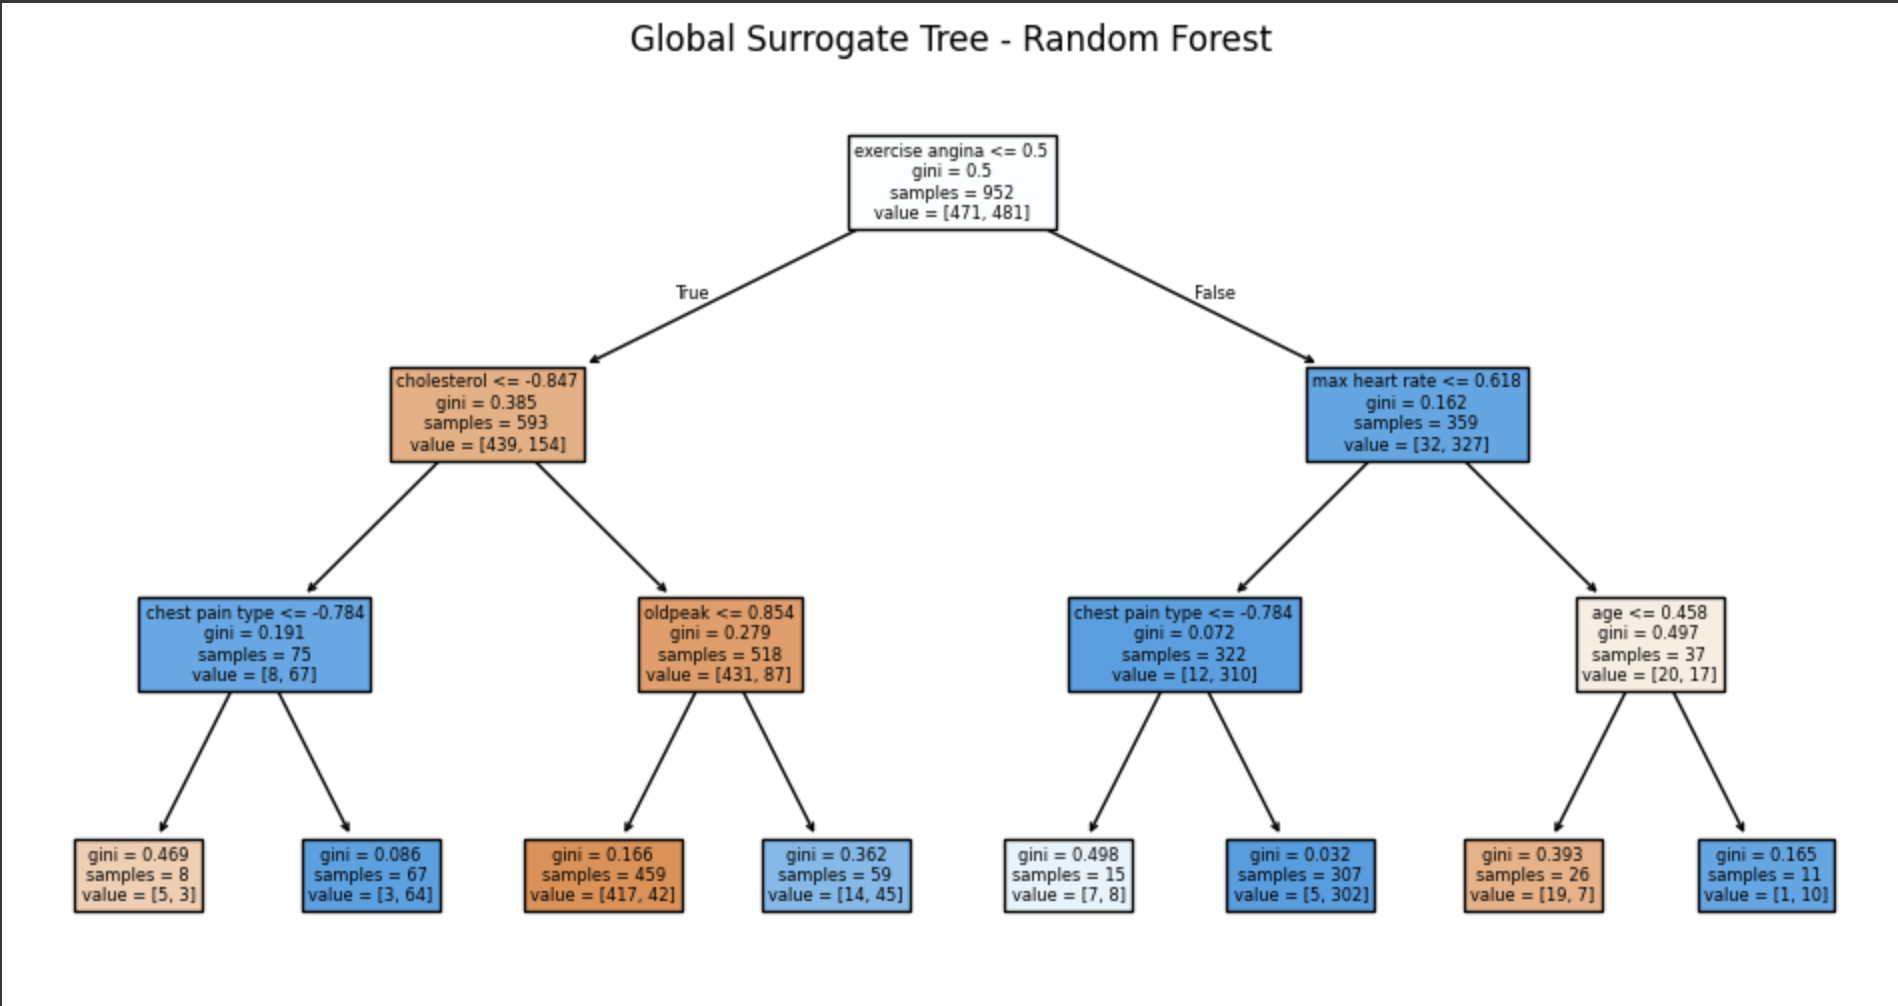 Global Surrogate Tree - Random Forest
exercise angina <= 0.5
gini = 0.5
samples = 952
value = [471, 481]
True
False
cholesterol <= -0.847
gini = 0.385
samples = 593
value = [439, 154]
max heart rate <= 0.618
gini = 0.162
samples = 359
value = [32, 327]
chest pain type <= -0.784
gini = 0.191
samples = 75
value = [8, 67]
oldpeak <= 0.854
gini = 0.279
samples = 518
value = [431, 87]
chest pain type <= -0.784
gini = 0.072
samples = 322
value = [12, 310]
age <= 0.458
gini = 0.497
samples = 37
value = [20, 17]
gini = 0.469
samples = 8
value = [5, 3]
gini = 0.086
samples = 67
value = [3, 64]
gini = 0.166
samples = 459
value = [417, 42]
gini = 0.362
samples = 59
value = [14, 45]
gini = 0.498
samples = 15
value = [7, 8]
gini = 0.032
samples = 307
value = [5, 302]
gini = 0.393
samples = 26
value = [19, 7]
gini = 0.165
samples = 11
value = [1, 10]